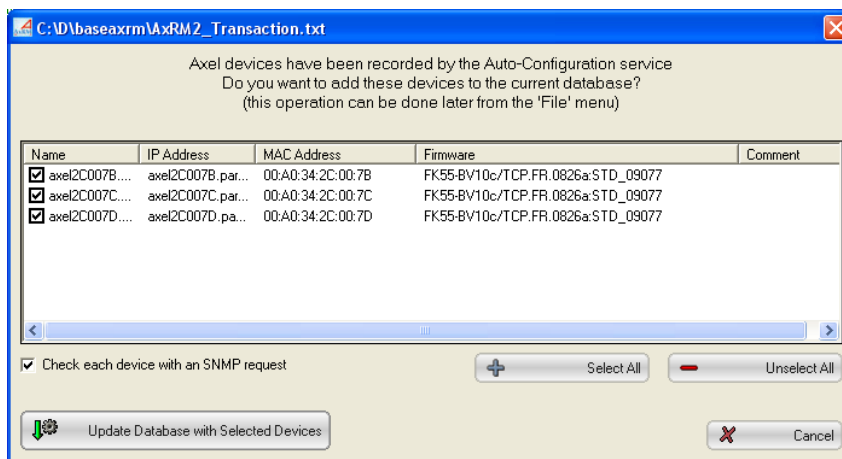 C:\D\baseaxrm\AxRM2_Transaction.txt
Axel devices have been recorded by the Auto-Configuration service
Do you want to add these devices to the current database?
(this operation can be done later from the 'File' menu)
Name IP Address MAC Address Firmware Comment
axel2C007B.... axel2C007B.par... 00:A0:34:2C:00:7B FK55-BV10c/TCP.FR.0826a:STD_09077
axel2C007C.... axel2C007C.par... 00:A0:34:2C:00:7C FK55-BV10c/TCP.FR.0826a:STD_09077
axel2C007D.... axel2C007D.pa... 00:A0:34:2C:00:7D FK55-BV10c/TCP.FR.0826a:STD_09077
Check each device with an SNMP request Select All Unselect All
Update Database with Selected Devices Cancel